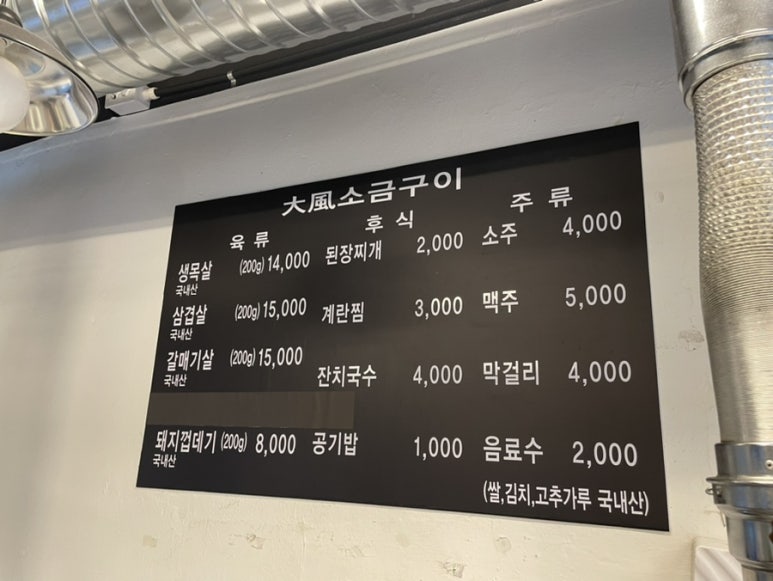 大風소금구이
육류
생목살 (200g) 14,000
국내산
삼겹살 (200g) 15,000
국내산
갈매기살 (200g) 15,000
국내산
돼지껍데기 (200g) 8,000
국내산
후식
된장찌개 2,000
계란찜 3,000
잔치국수 4,000
공기밥 1,000
주류
소주 4,000
맥주 5,000
막걸리 4,000
음료수 2,000
(쌀,김치,고추가루 국내산)